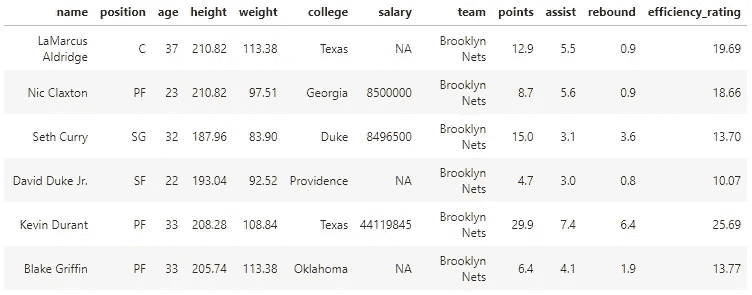 name position age height weight college salary team points assist rebound efficiency_rating
LaMarcus Aldridge C 37 210.82 113.38 Texas NA Brooklyn Nets 12.9 5.5 0.9 19.69
Nic Claxton PF 23 210.82 97.51 Georgia 8500000 Brooklyn Nets 8.7 5.6 0.9 18.66
Seth Curry SG 32 187.96 83.90 Duke 8496500 Brooklyn Nets 15.0 3.1 3.6 13.70
David Duke Jr. SF 22 193.04 92.52 Providence NA Brooklyn Nets 4.7 3.0 0.8 10.07
Kevin Durant PF 33 208.28 108.84 Texas 44119845 Brooklyn Nets 29.9 7.4 6.4 25.69
Blake Griffin PF 33 205.74 113.38 Oklahoma NA Brooklyn Nets 6.4 4.1 1.9 13.77